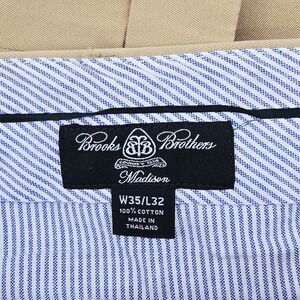 Brooks Brothers
Madison
W35/L32
100% COTTON
MADE IN
THAILAND